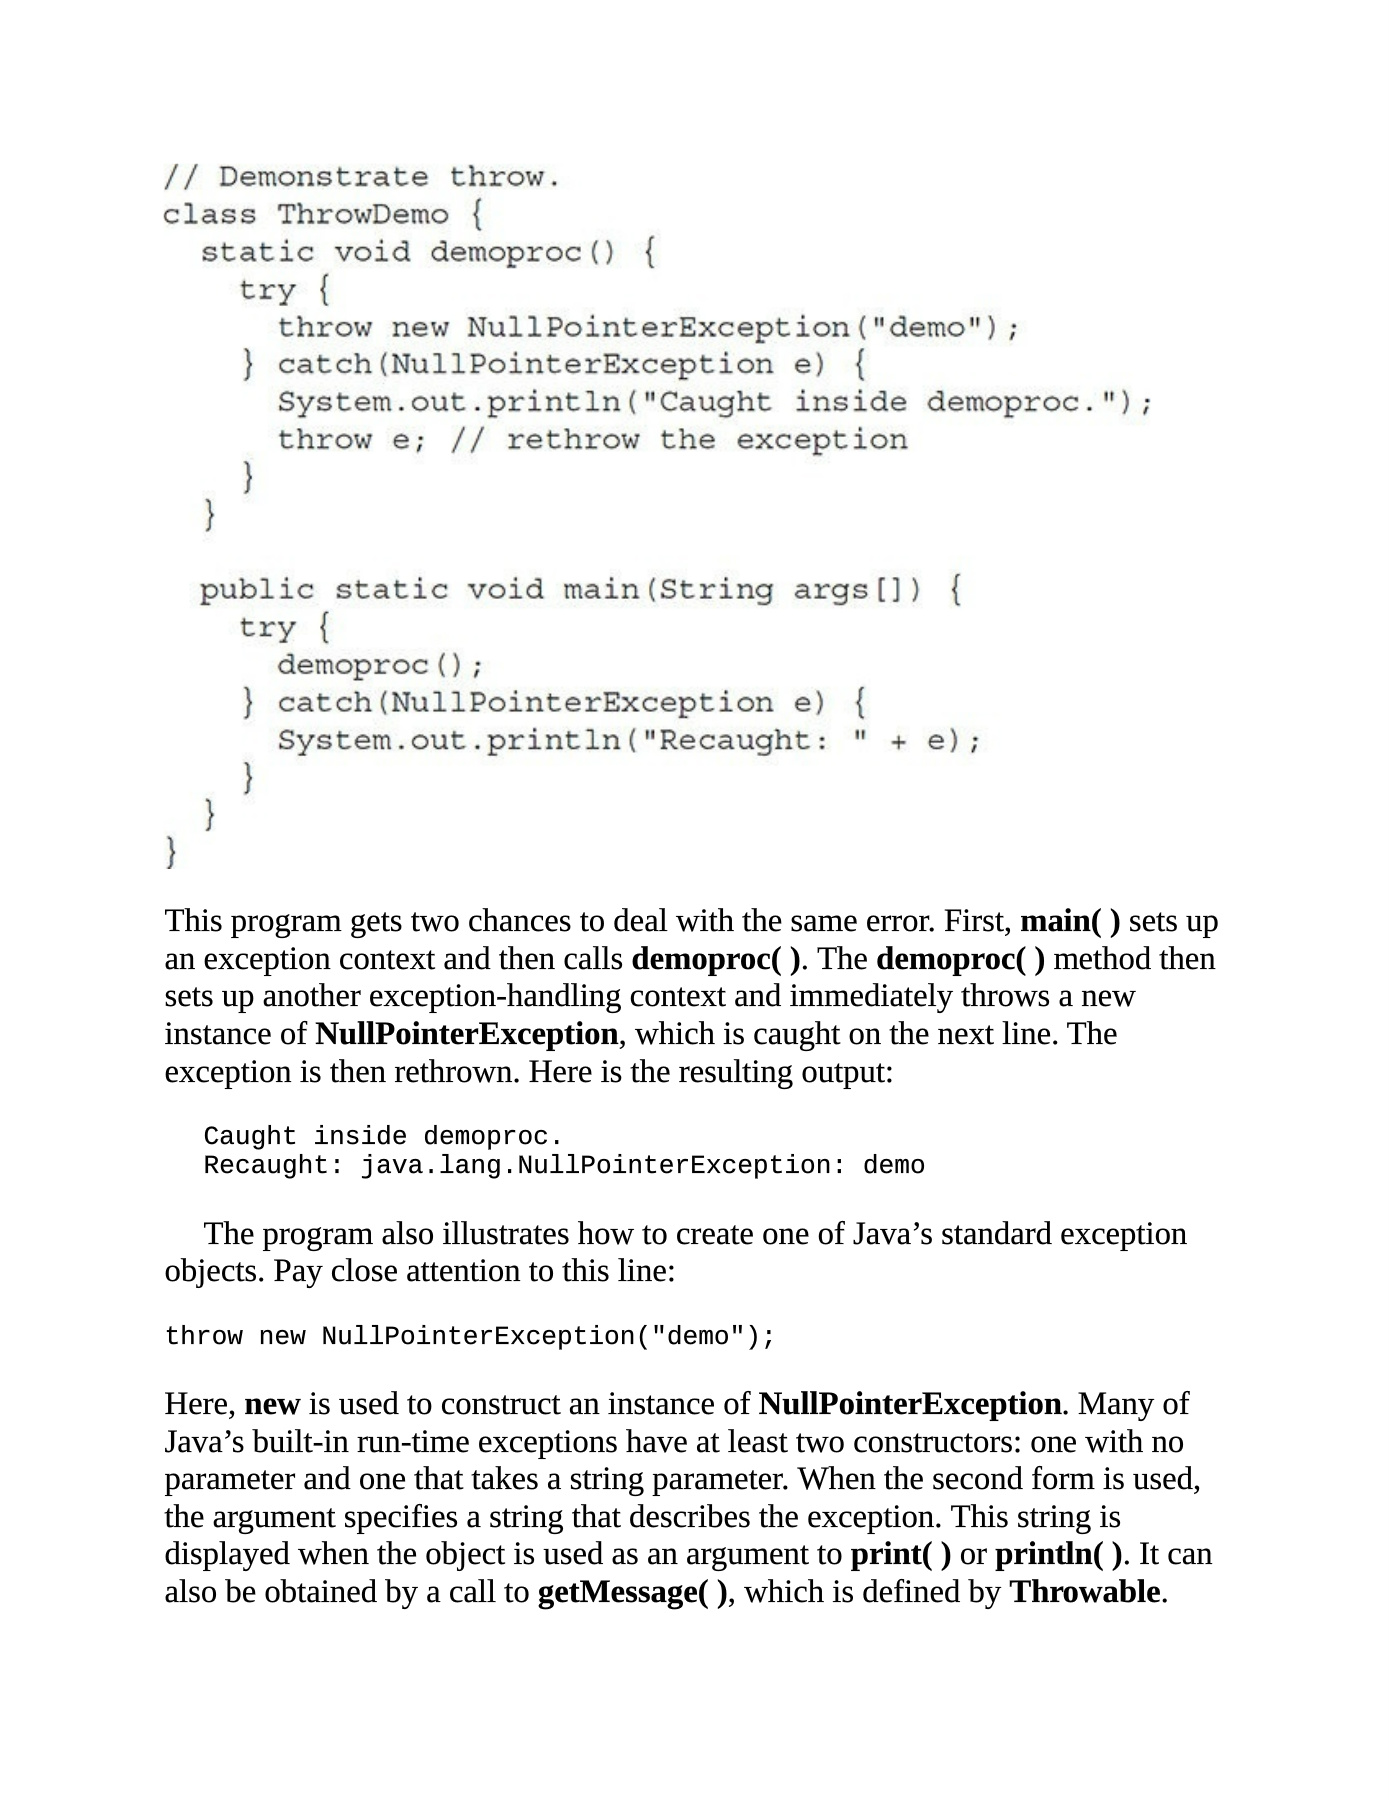 // Demonstrate throw.
class ThrowDemo {
  static void demoproc() {
    try {
      throw new NullPointerException("demo");
    } catch(NullPointerException e) {
      System.out.println("Caught inside demoproc.");
      throw e; // rethrow the exception
    }
  }

  public static void main(String args[]) {
    try {
      demoproc();
    } catch(NullPointerException e) {
      System.out.println("Recaught: " + e);
    }
  }
}
This program gets two chances to deal with the same error. First, main( ) sets up
an exception context and then calls demoproc( ). The demoproc( ) method then
sets up another exception-handling context and immediately throws a new
instance of NullPointerException, which is caught on the next line. The
exception is then rethrown. Here is the resulting output:
Caught inside demoproc.
Recaught: java.lang.NullPointerException: demo
The program also illustrates how to create one of Java’s standard exception
objects. Pay close attention to this line:
throw new NullPointerException("demo");
Here, new is used to construct an instance of NullPointerException. Many of
Java’s built-in run-time exceptions have at least two constructors: one with no
parameter and one that takes a string parameter. When the second form is used,
the argument specifies a string that describes the exception. This string is
displayed when the object is used as an argument to print( ) or println( ). It can
also be obtained by a call to getMessage( ), which is defined by Throwable.